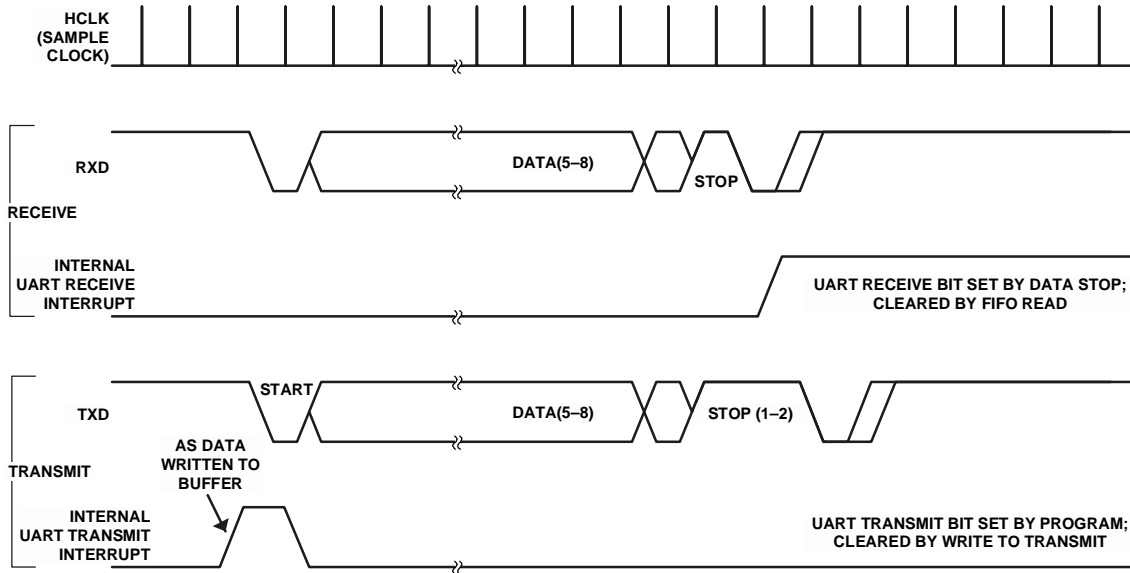 HCLK
(SAMPLE
CLOCK)
RXD
DATA(5–8)
STOP
RECEIVE
INTERNAL
UART RECEIVE
INTERRUPT
UART RECEIVE BIT SET BY DATA STOP;
CLEARED BY FIFO READ
START
TXD
DATA(5–8)
STOP (1–2)
AS DATA
WRITTEN TO
BUFFER
TRANSMIT
INTERNAL
UART TRANSMIT
INTERRUPT
UART TRANSMIT BIT SET BY PROGRAM;
CLEARED BY WRITE TO TRANSMIT